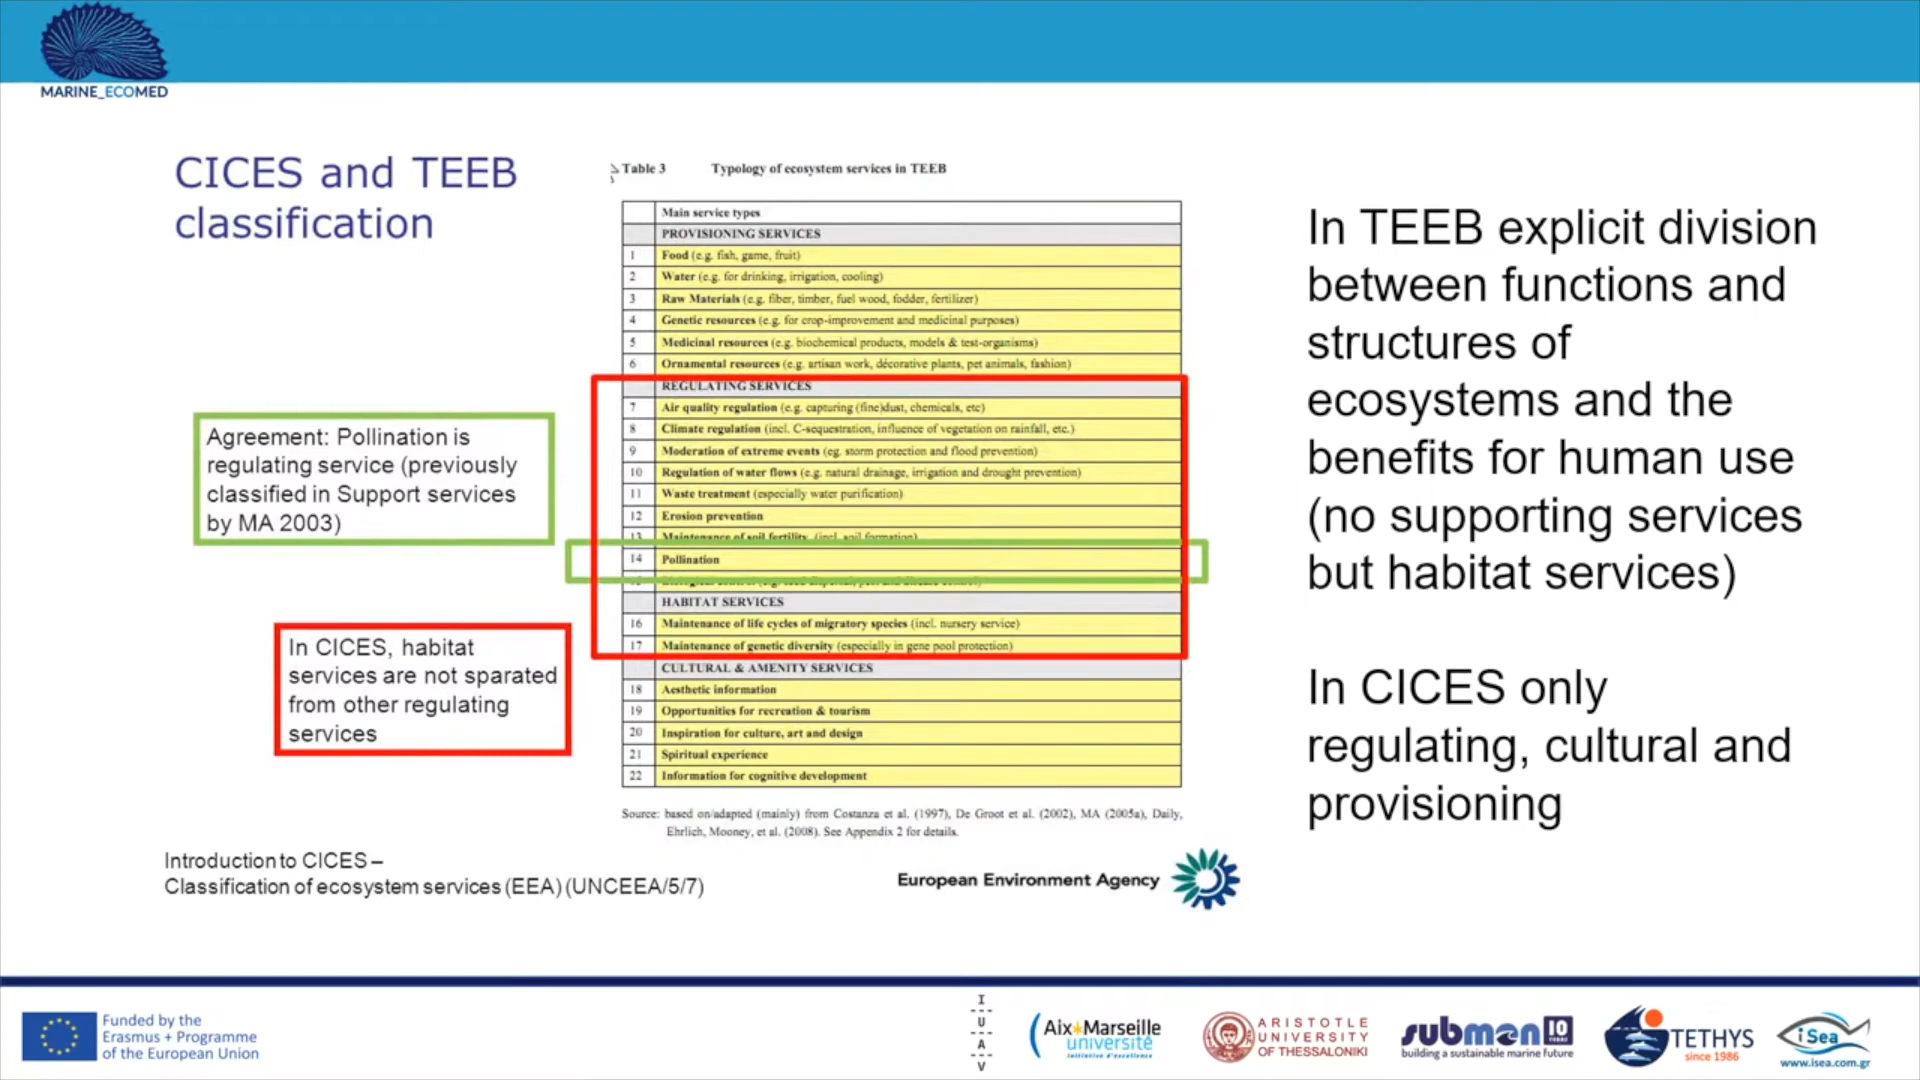 MARINE_ECOMED
CICES and TEEB
classification
Table 3 Typology of ecosystem services in TEEB
Main service types
PROVISIONING SERVICES
1 Food (e.g. fish, game, fruit)
2 Water (e.g. for drinking, irrigation, cooling)
3 Raw Materials (e.g. fiber, timber, fuel wood, fodder, fertilizer)
4 Genetic resources (e.g. for crop-improvement and medicinal purposes)
5 Medicinal resources (e.g. biochemical products, models & test-organisms)
6 Ornamental resources (e.g. artisan work, décorative plants, pet animals, fashion)
REGULATING SERVICES
7 Air quality regulation (e.g. capturing (fine)dust, chemicals, etc)
8 Climate regulation (incl. C-sequestration, influence of vegetation on rainfall, etc.)
9 Moderation of extreme events (eg. storm protection and flood prevention)
10 Regulation of water flows (e.g. natural drainage, irrigation and drought prevention)
11 Waste treatment (especially water purification)
12 Erosion prevention
13 Maintenance of soil fertility (incl. soil formation)
14 Pollination
HABITAT SERVICES
16 Maintenance of life cycles of migratory species (incl. nursery service)
17 Maintenance of genetic diversity (especially in gene pool protection)
CULTURAL & AMENITY SERVICES
18 Aesthetic information
19 Opportunities for recreation & tourism
20 Inspiration for culture, art and design
21 Spiritual experience
22 Information for cognitive development
Source: based on/adapted (mainly) from Costanza et al. (1997), De Groot et al. (2002), MA (2005a), Daily,
Ehrlich, Mooney, et al. (2008). See Appendix 2 for details.
Agreement: Pollination is
regulating service (previously
classified in Support services
by MA 2003)
In CICES, habitat
services are not sparated
from other regulating
services
In TEEB explicit division
between functions and
structures of
ecosystems and the
benefits for human use
(no supporting services
but habitat services)
In CICES only
regulating, cultural and
provisioning
Introduction to CICES –
Classification of ecosystem services (EEA) (UNCEEA/5/7)
European Environment Agency
Funded by the
Erasmus + Programme
of the European Union
I
U
A
V
Aix*Marseille
université
initiative d'excellence
ARISTOTLE
UNIVERSITY
OF THESSALONIKI
submon 10
building a sustainable marine future
TETHYS
since 1986
iSea
www.isea.com.gr